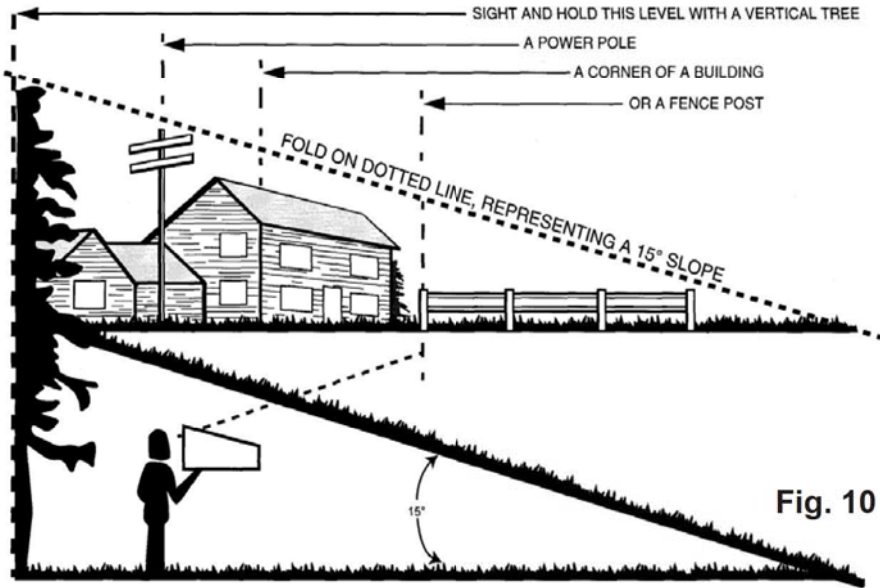 SIGHT AND HOLD THIS LEVEL WITH A VERTICAL TREE
A POWER POLE
A CORNER OF A BUILDING
OR A FENCE POST
FOLD ON DOTTED LINE, REPRESENTING A 15° SLOPE
15°
Fig. 10